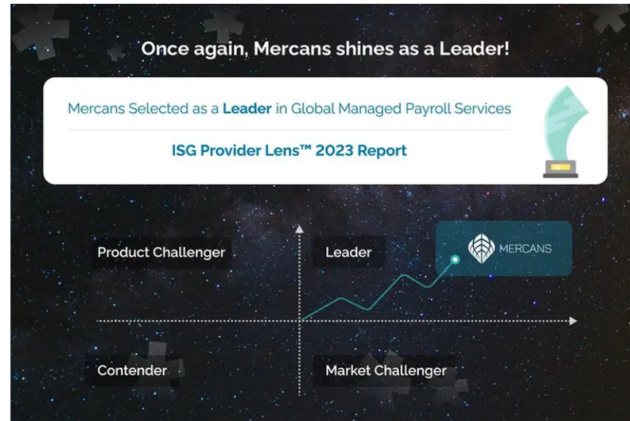 Once again, Mercans shines as a Leader!
Mercans Selected as a Leader in Global Managed Payroll Services
ISG Provider Lens™ 2023 Report
Product Challenger
Leader
MERCANS
Contender
Market Challenger